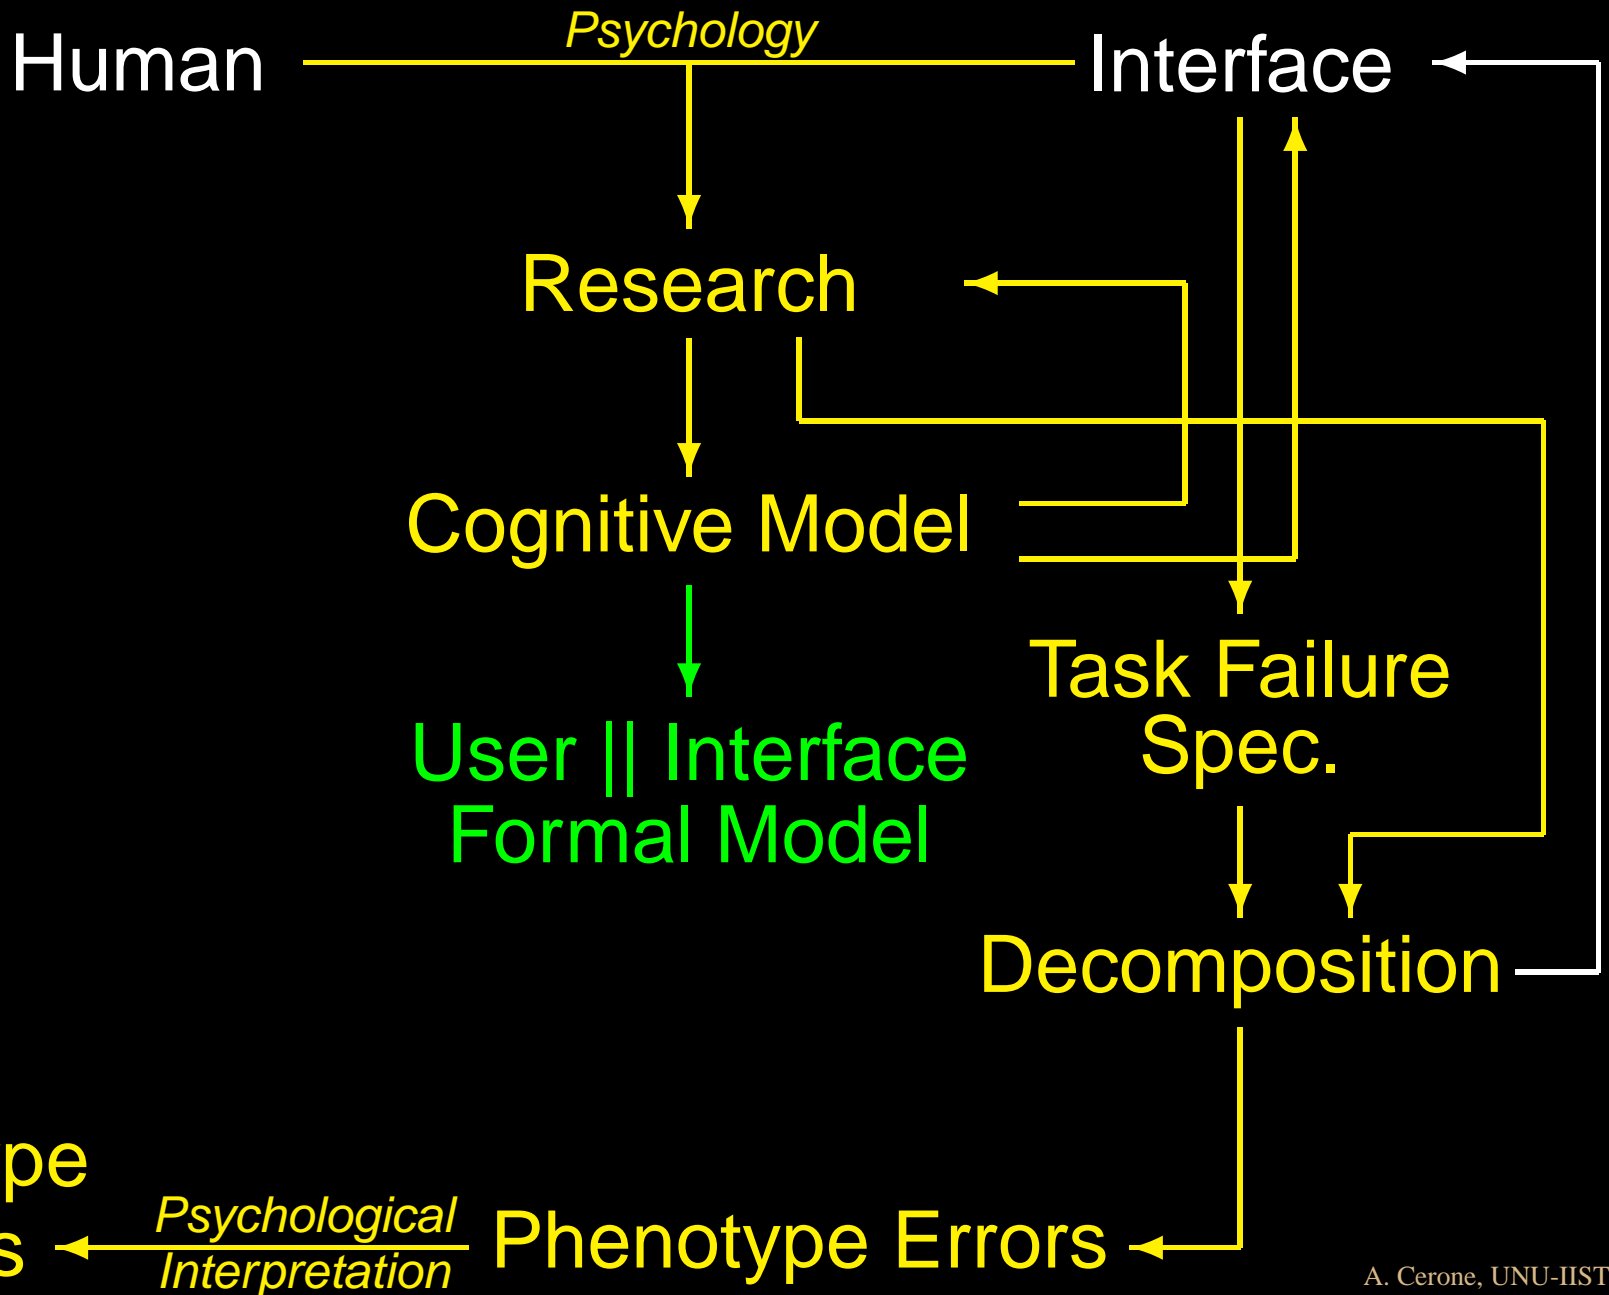 Psychology
Human
Interface
Research
Cognitive Model
Task Failure
Spec.
User || Interface
Formal Model
Decomposition
pe
s
Psychological
Interpretation
Phenotype Errors
A. Cerone, UNU-IIST